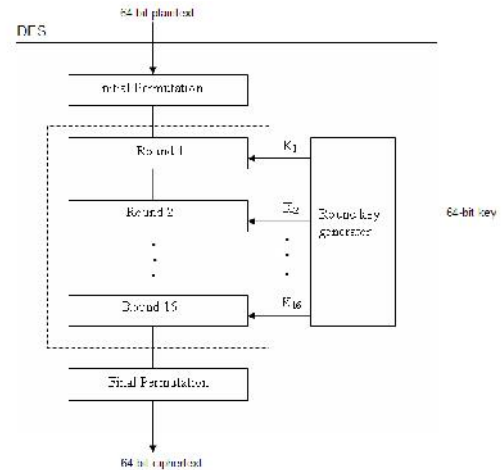 64-bit plaintext
DES
Initial Permutation
Round 1
K1
Round 2
K2
Round key
generater
64-bit key
Round 16
K16
Final Permutation
64-bit ciphertext